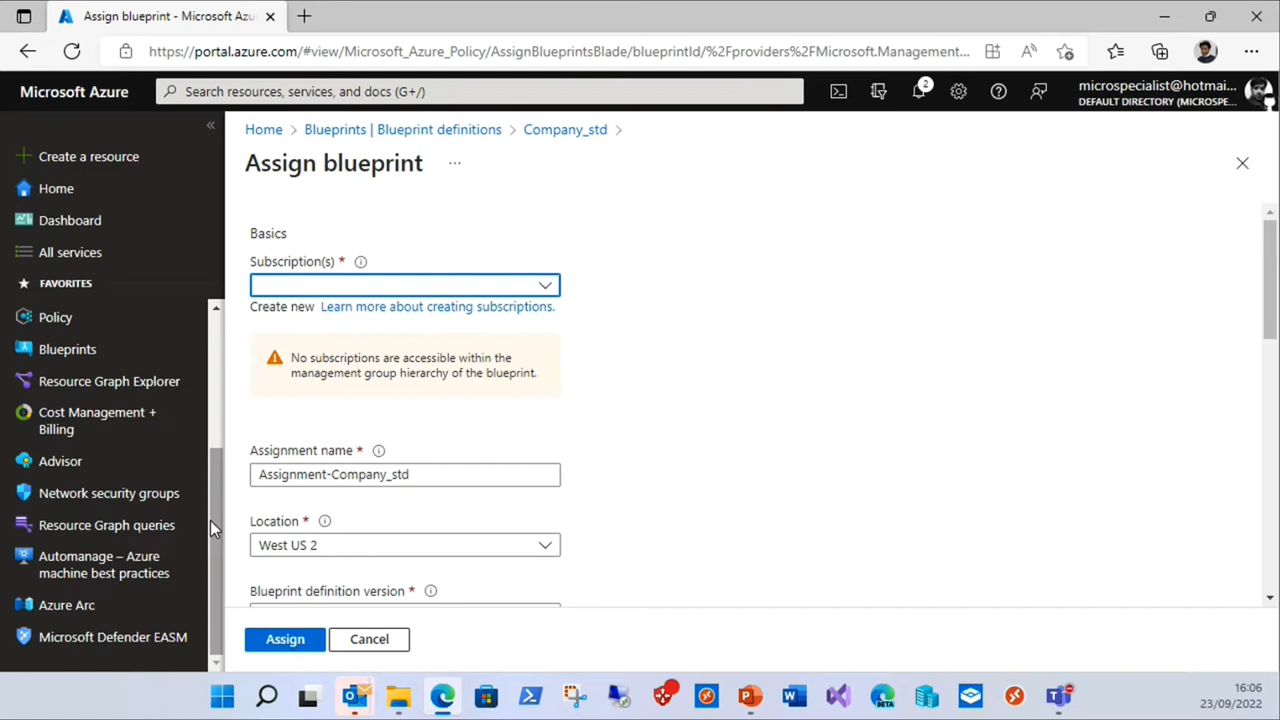 Assign blueprint - Microsoft Azu
https://portal.azure.com/#view/Microsoft_Azure_Policy/AssignBlueprintsBlade/blueprintId/%2Fproviders%2FMicrosoft.Management...
Microsoft Azure
Search resources, services, and docs (G+/)
2
microspecialist@hotmai...
DEFAULT DIRECTORY (MICROSPE...
Create a resource
Home
Dashboard
All services
FAVORITES
Policy
Blueprints
Resource Graph Explorer
Cost Management +
Billing
Advisor
Network security groups
Resource Graph queries
Automanage – Azure
machine best practices
Azure Arc
Microsoft Defender EASM
Home > Blueprints | Blueprint definitions > Company_std >
Assign blueprint ...
Basics
Subscription(s) *
Create new Learn more about creating subscriptions.
No subscriptions are accessible within the
management group hierarchy of the blueprint.
Assignment name *
Assignment-Company_std
Location *
West US 2
Blueprint definition version *
Assign
Cancel
BETA
16:06
23/09/2022